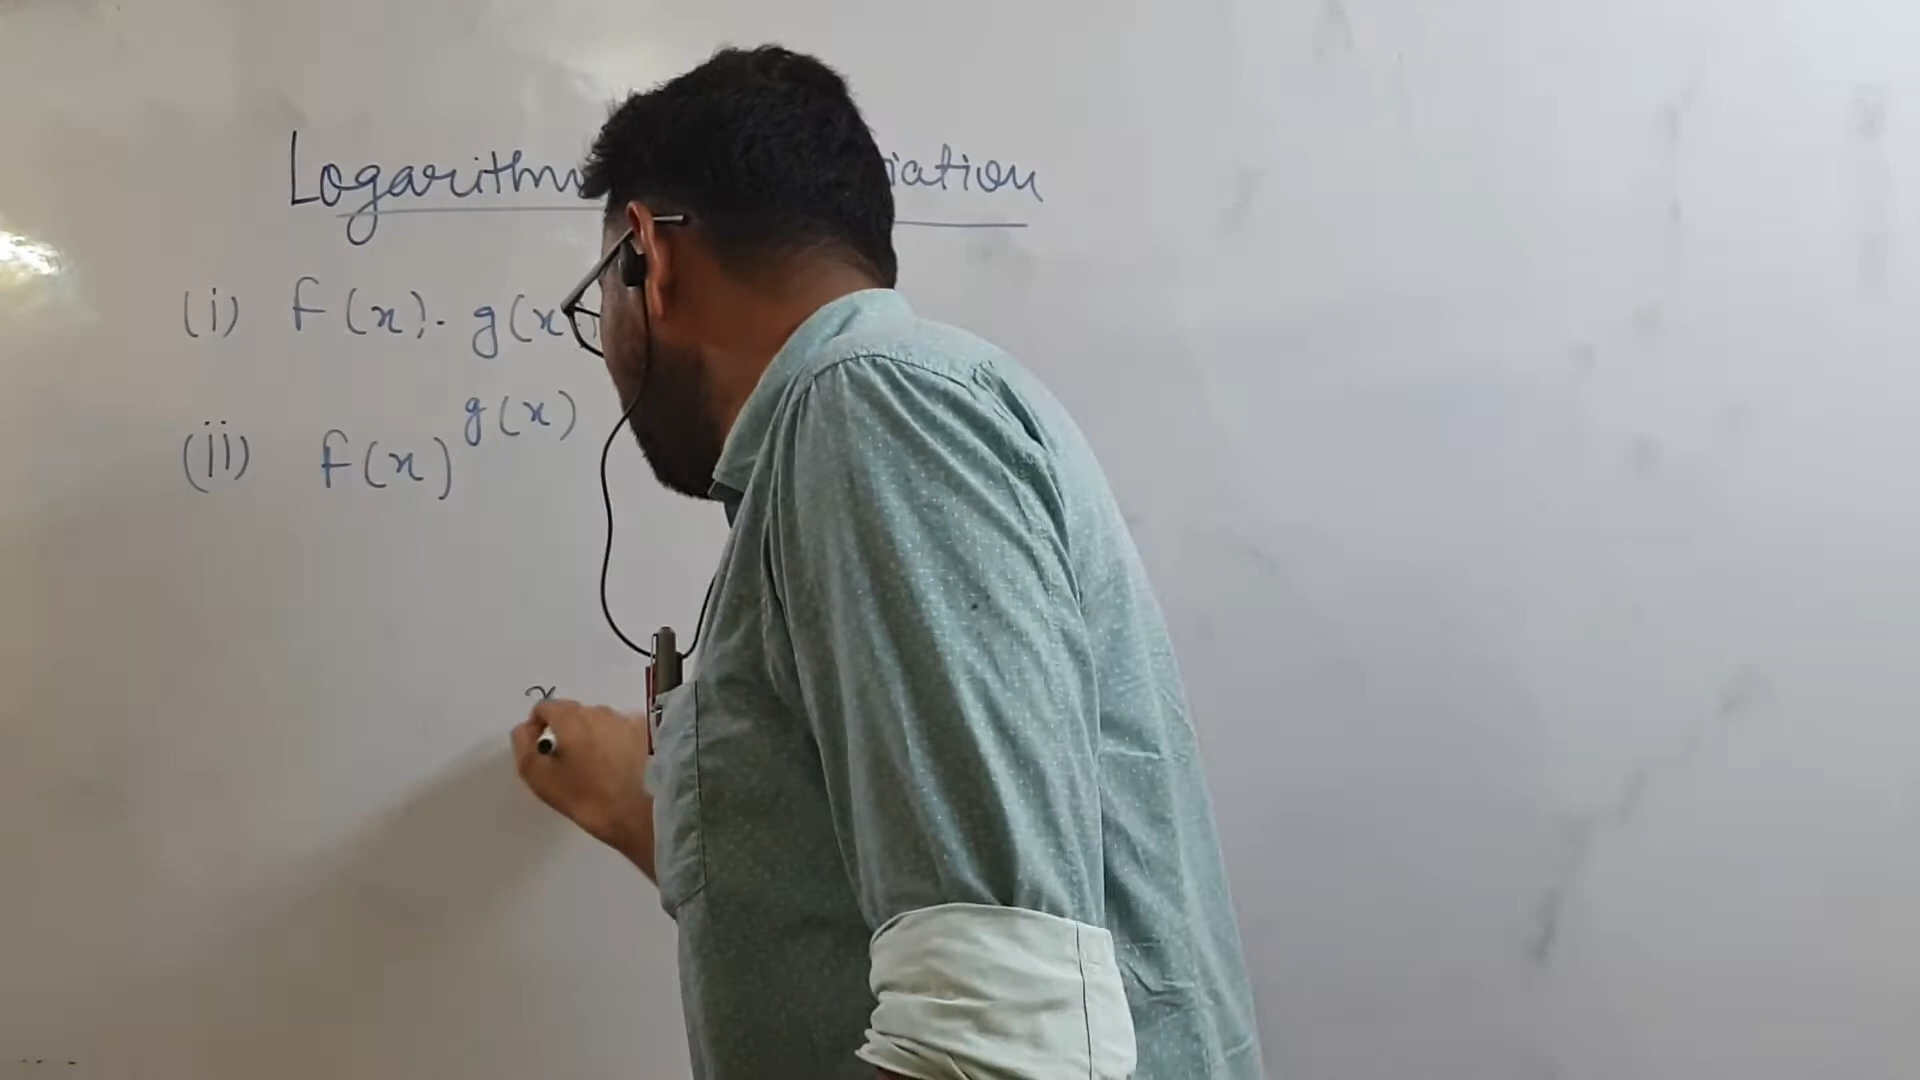 Logarithm iation
(i) f(x). g(x
(ii) f(x)^g(x)
x